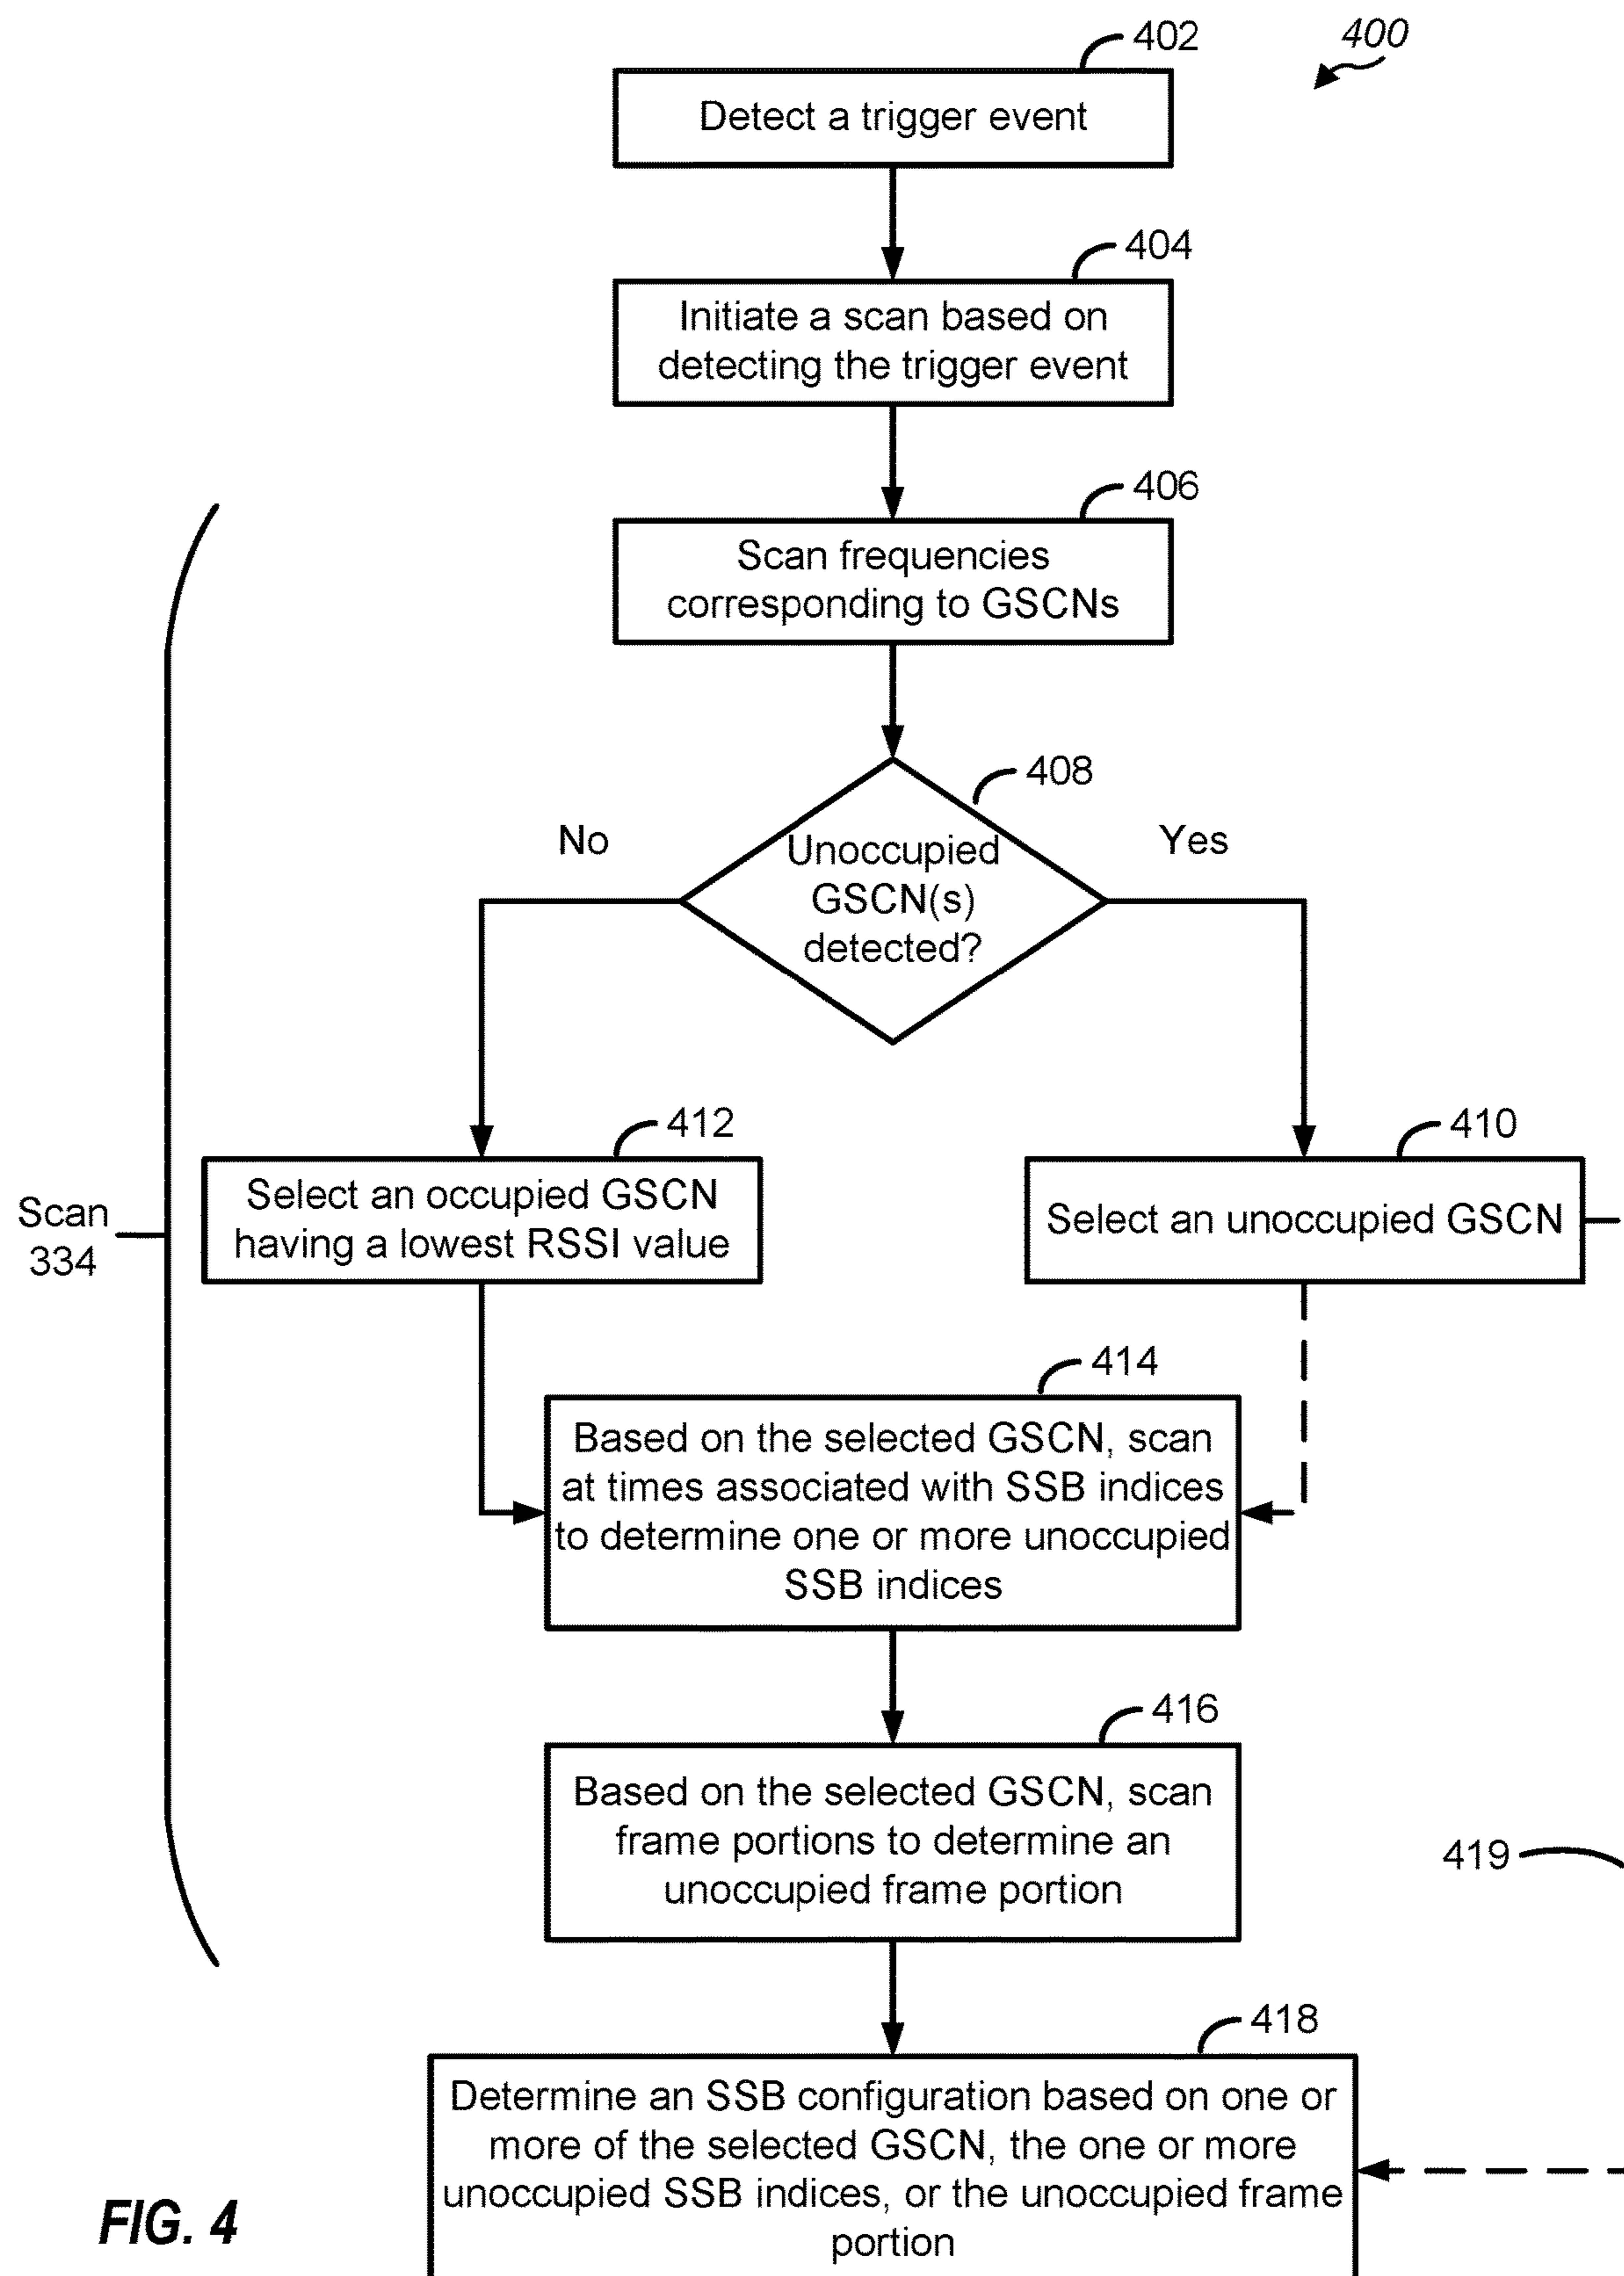 400
402
Detect a trigger event
404
Initiate a scan based on
detecting the trigger event
406
Scan frequencies
corresponding to GSCNs
408
No
Yes
Unoccupied
GSCN(s)
detected?
412
Select an occupied GSCN
having a lowest RSSI value
410
Select an unoccupied GSCN
Scan
334
414
Based on the selected GSCN, scan
at times associated with SSB indices
to determine one or more unoccupied
SSB indices
416
Based on the selected GSCN, scan
frame portions to determine an
unoccupied frame portion
419
418
Determine an SSB configuration based on one or
more of the selected GSCN, the one or more
unoccupied SSB indices, or the unoccupied frame
portion
FIG. 4